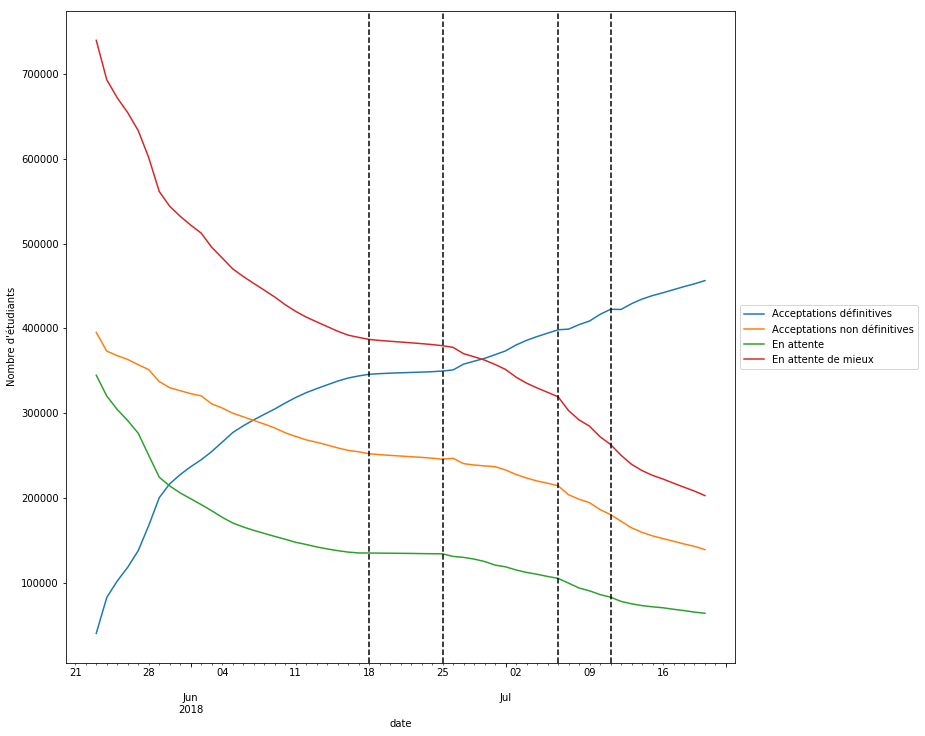 700000
600000
500000
400000
300000
200000
100000
Nombre d'étudiants
21
28
04
11
18
25
02
09
16
Jun
2018
Jul
date
Acceptations définitives
Acceptations non définitives
En attente
En attente de mieux